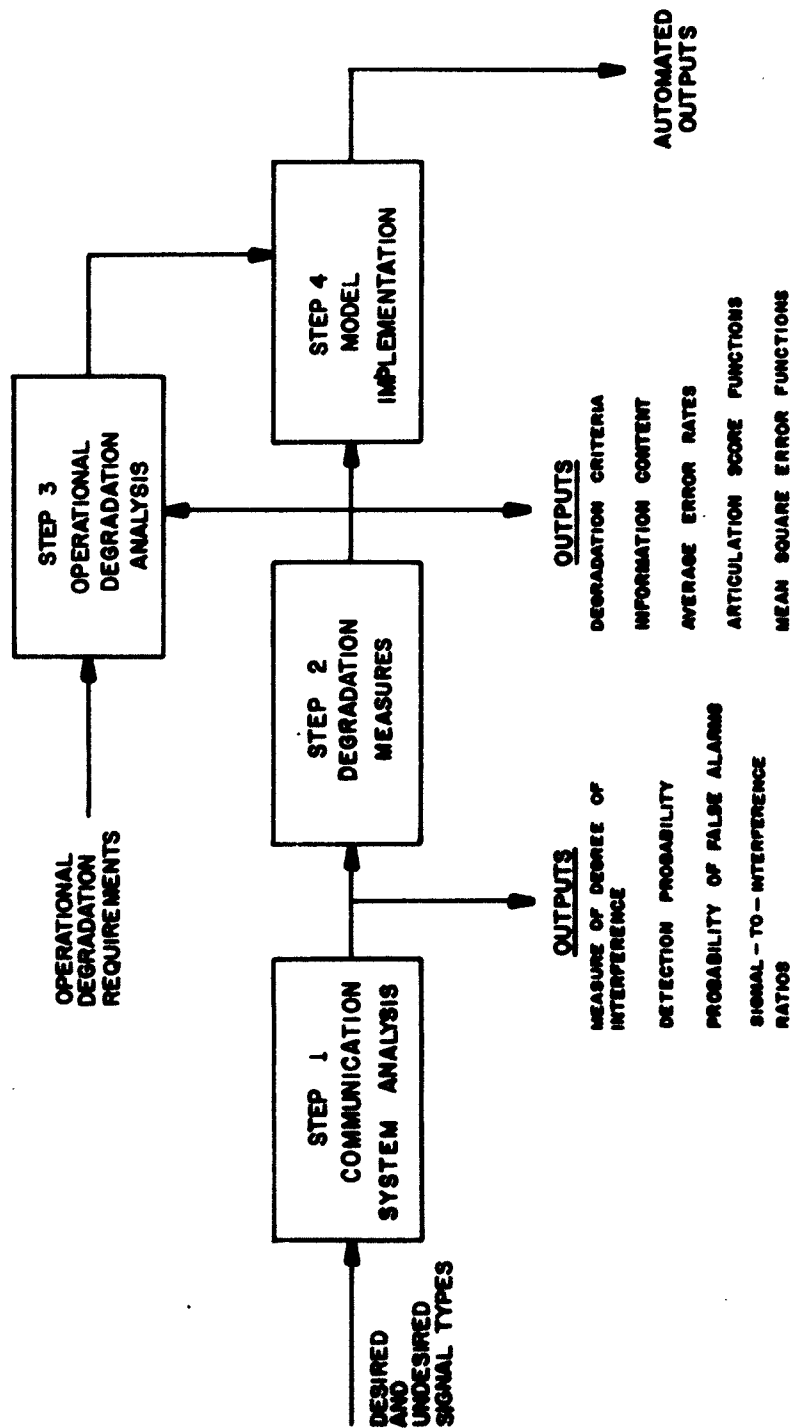 DESIRED
AND
UNDESIRED
SIGNAL TYPES
STEP 1
COMMUNICATION
SYSTEM ANALYSIS
OUTPUTS
MEASURE OF DEGREE OF
INTERFERENCE
DETECTION PROBABILITY
PROBABILITY OF FALSE ALARMS
SIGNAL-TO-INTERFERENCE
RATIOS
STEP 2
DEGRADATION
MEASURES
OUTPUTS
DEGRADATION CRITERIA
INFORMATION CONTENT
AVERAGE ERROR RATES
ARTICULATION SCORE FUNCTIONS
MEAN SQUARE ERROR FUNCTIONS
OPERATIONAL
DEGRADATION
REQUIREMENTS
STEP 3
OPERATIONAL
DEGRADATION
ANALYSIS
STEP 4
MODEL
IMPLEMENTATION
AUTOMATED
OUTPUTS